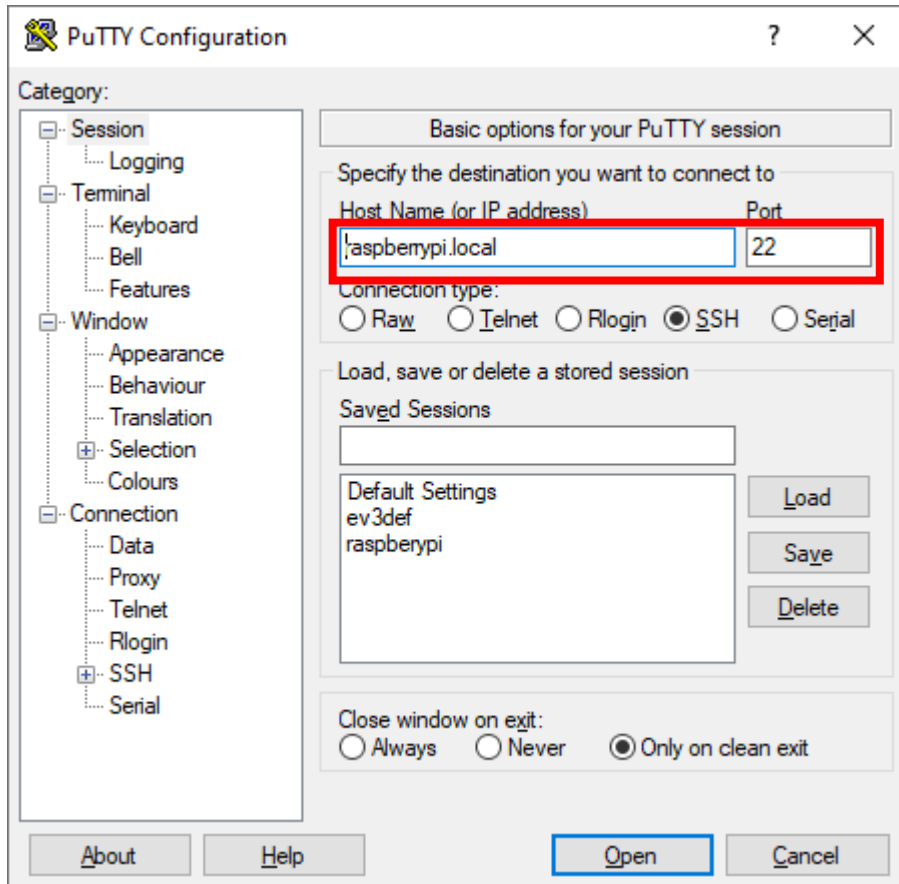 PuTTY Configuration
?
Category:
Session
Logging
Terminal
Keyboard
Bell
Features
Window
Appearance
Behaviour
Translation
Selection
Colours
Connection
Data
Proxy
Telnet
Rlogin
SSH
Serial
Basic options for your PuTTY session
Specify the destination you want to connect to
Host Name (or IP address) Port
raspberrypi.local 22
Connection type:
Raw Telnet Rlogin SSH Serial
Load, save or delete a stored session
Saved Sessions
Default Settings
ev3def
raspberypi
Load
Save
Delete
Close window on exit:
Always Never Only on clean exit
About Help Open Cancel